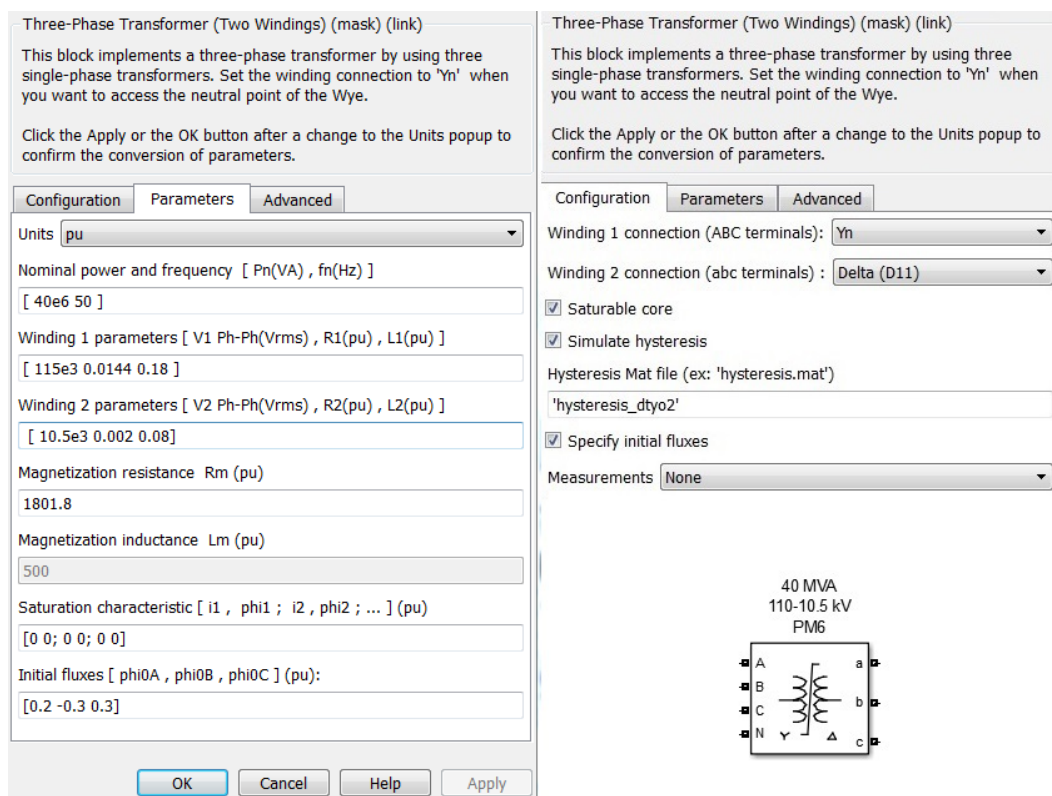 Three-Phase Transformer (Two Windings) (mask) (link)
This block implements a three-phase transformer by using three
single-phase transformers. Set the winding connection to 'Yn' when
you want to access the neutral point of the Wye.
Click the Apply or the OK button after a change to the Units popup to
confirm the conversion of parameters.
Configuration Parameters Advanced
Units pu
Nominal power and frequency [ Pn(VA) , fn(Hz) ]
[ 40e6 50 ]
Winding 1 parameters [ V1 Ph-Ph(Vrms) , R1(pu) , L1(pu) ]
[ 115e3 0.0144 0.18 ]
Winding 2 parameters [ V2 Ph-Ph(Vrms) , R2(pu) , L2(pu) ]
[ 10.5e3 0.002 0.08]
Magnetization resistance Rm (pu)
1801.8
Magnetization inductance Lm (pu)
500
Saturation characteristic [ i1 , phi1 ; i2 , phi2 ; ... ] (pu)
[0 0; 0 0; 0 0]
Initial fluxes [ phi0A , phi0B , phi0C ] (pu):
[0.2 -0.3 0.3]
OK Cancel Help Apply
Three-Phase Transformer (Two Windings) (mask) (link)
This block implements a three-phase transformer by using three
single-phase transformers. Set the winding connection to 'Yn' when
you want to access the neutral point of the Wye.
Click the Apply or the OK button after a change to the Units popup to
confirm the conversion of parameters.
Configuration Parameters Advanced
Winding 1 connection (ABC terminals): Yn
Winding 2 connection (abc terminals) : Delta (D11)
Saturable core
Simulate hysteresis
Hysteresis Mat file (ex: 'hysteresis.mat')
'hysteresis_dtyo2'
Specify initial fluxes
Measurements None
40 MVA
110-10.5 kV
PM6
A a
B
b
C
N
c